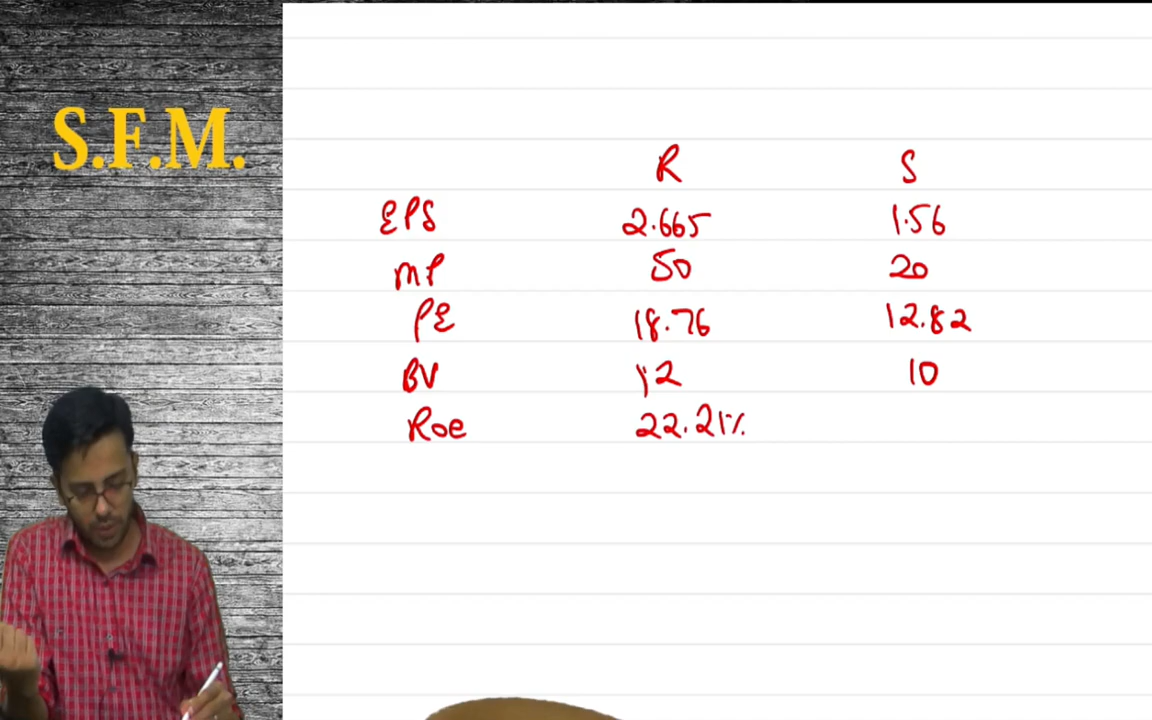 S.F.M.
R S
EPS 2.665 1.56
MP 50 20
PE 18.76 12.82
BV 12 10
Roe 22.21%